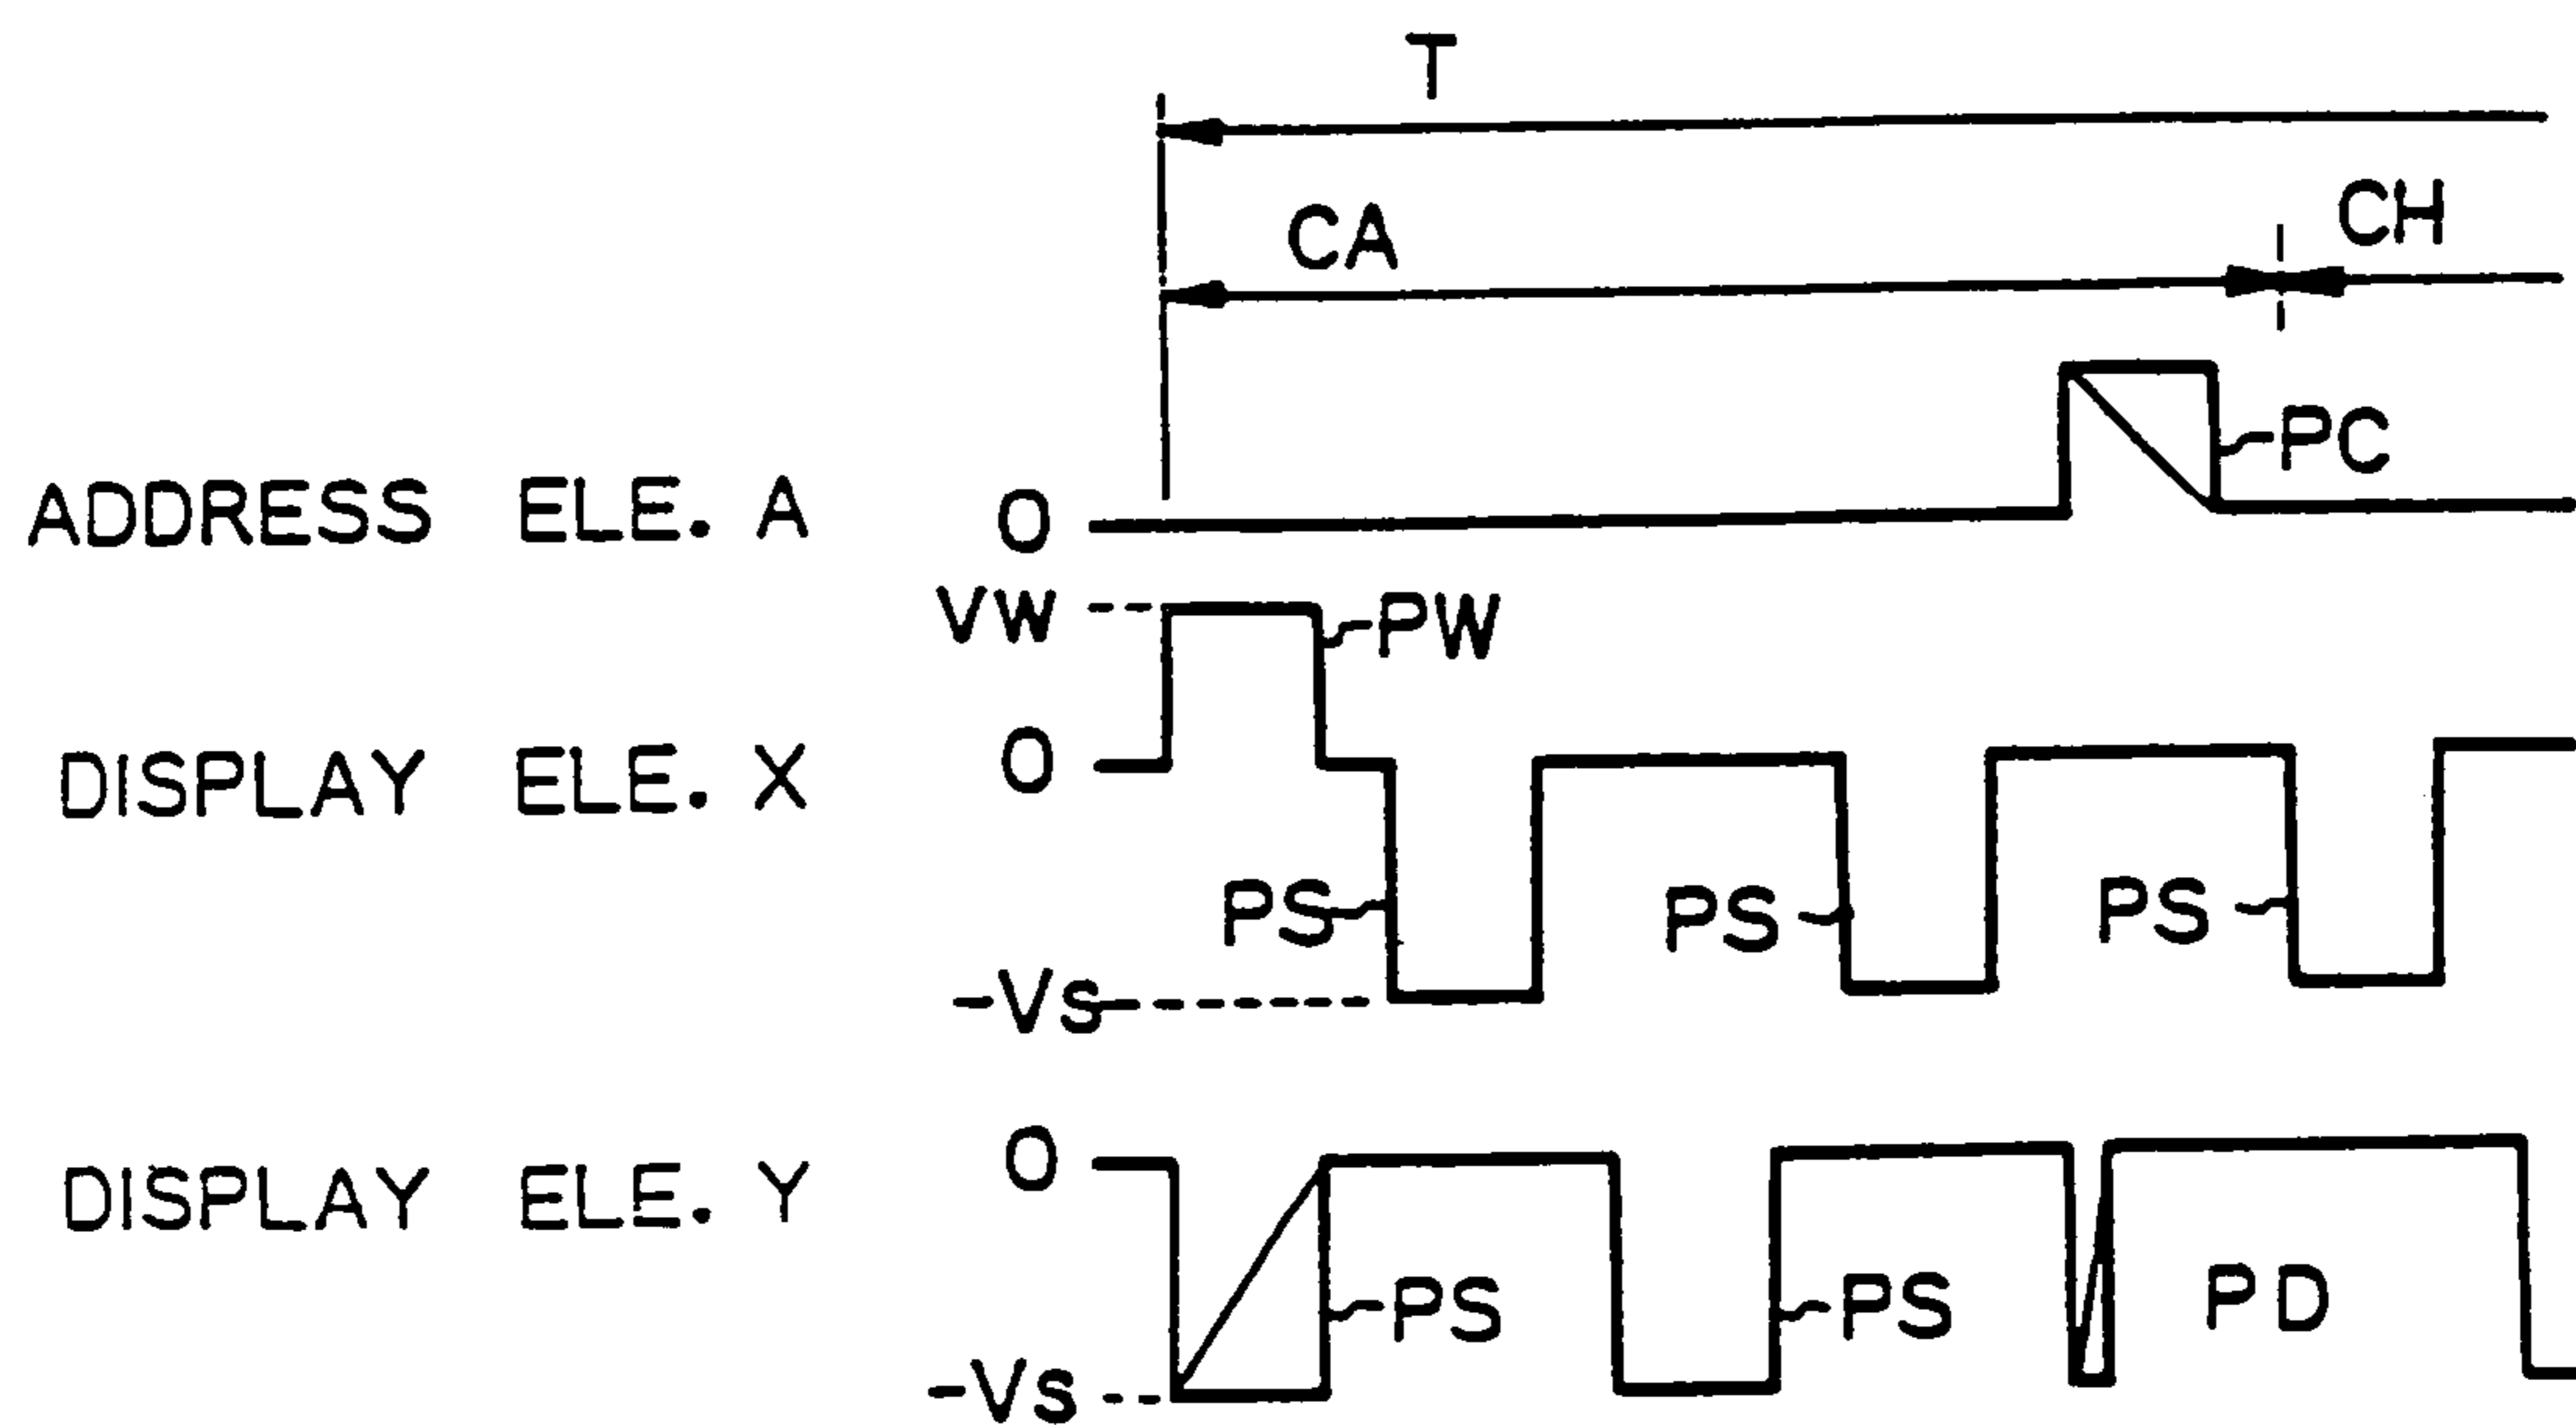 T
CA
CH
PC
ADDRESS ELE. A
O
VW
PW
DISPLAY ELE. X
O
PS
PS
PS
-Vs
DISPLAY ELE. Y
O
PS
PS
PD
-Vs